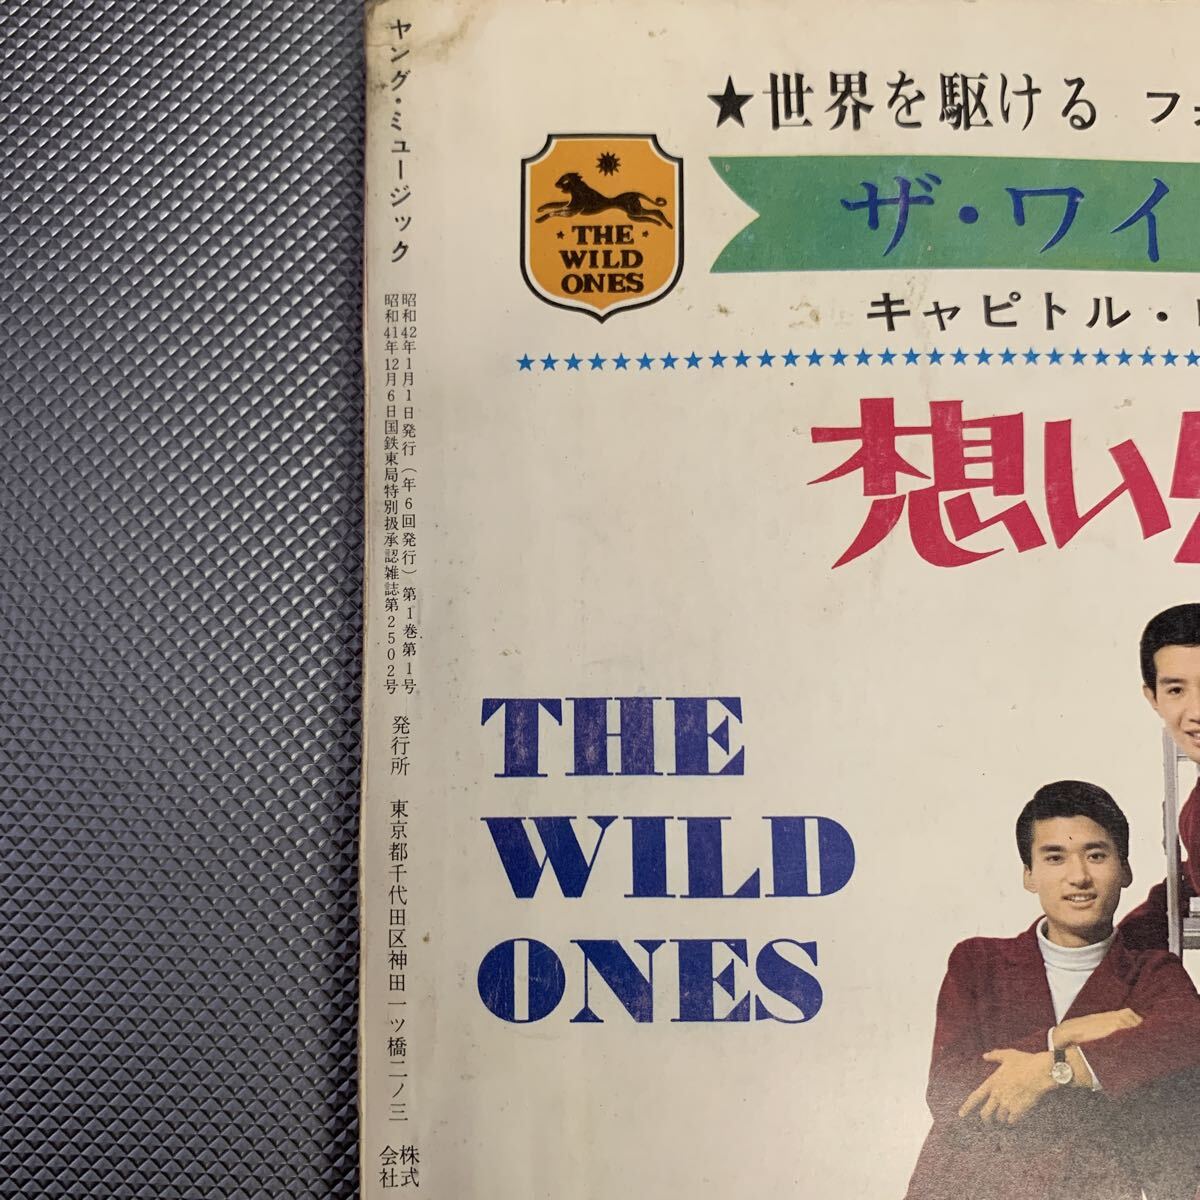 ヤング・ミュージック
昭和42年1月1日発行(年6回発行)第1巻第1号
昭和41年12月6日国鉄東局特別扱承認雑誌第2502号
発行所 東京都千代田区神田一ツ橋二ノ三
株式
会社
★世界を駆ける フ
THE
WILD
ONES
ザ・ワイ
キャピトル・
想い
THE
WILD
ONES